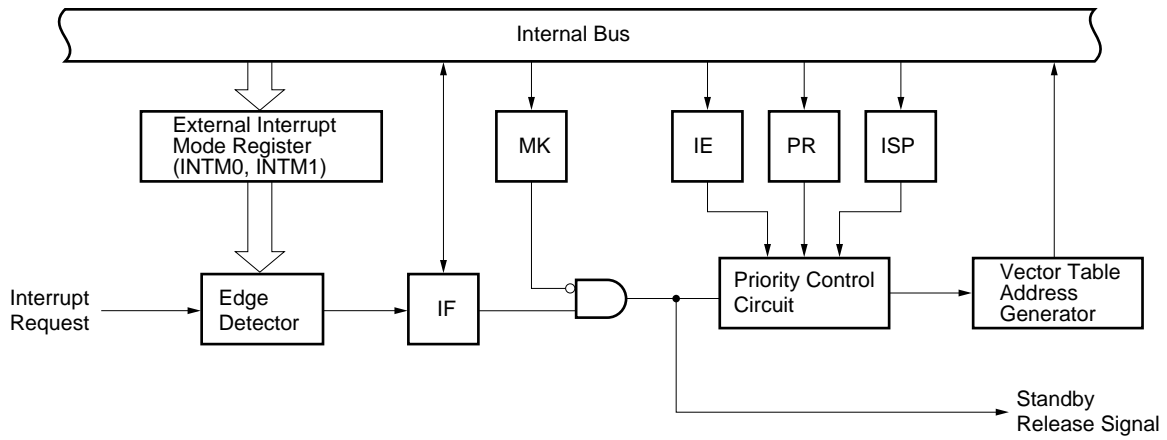 Internal Bus
External Interrupt
Mode Register
(INTM0, INTM1)
MK
IE
PR
ISP
Interrupt
Request
Edge
Detector
IF
Priority Control
Circuit
Vector Table
Address
Generator
Standby
Release Signal